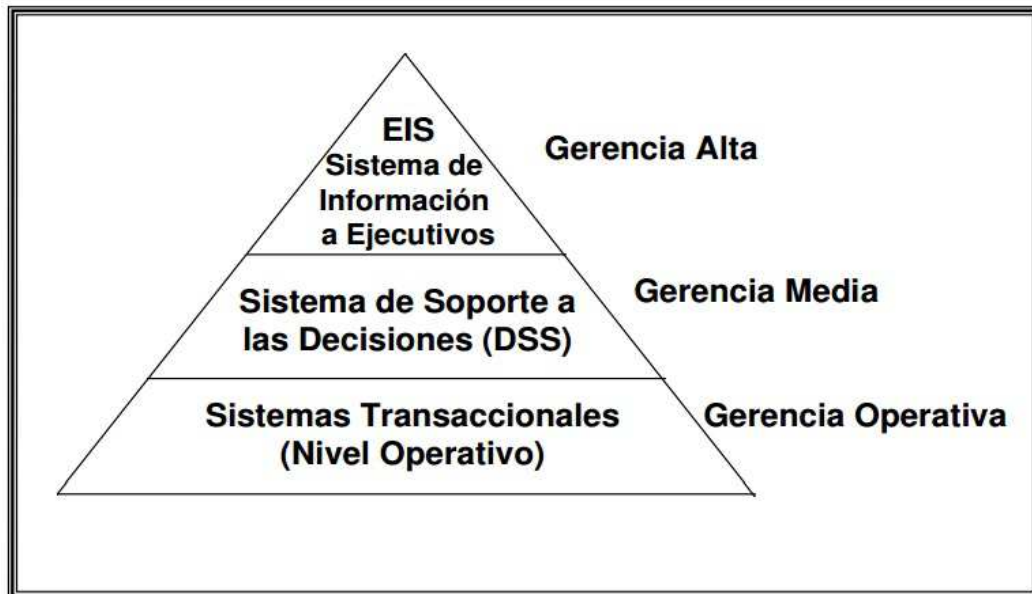 EIS
Sistema de
Información
a Ejecutivos
Gerencia Alta
Sistema de Soporte a
las Decisiones (DSS)
Gerencia Media
Sistemas Transaccionales
(Nivel Operativo)
Gerencia Operativa